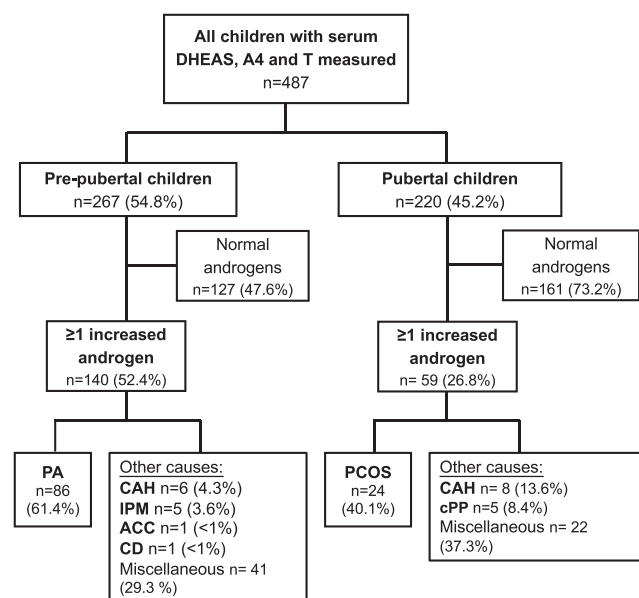 All children with serum
DHEAS, A4 and T measured
n=487
Pre-pubertal children
n=267 (54.8%)
Pubertal children
n=220 (45.2%)
Normal
androgens
n=127 (47.6%)
Normal
androgens
n=161 (73.2%)
≥1 increased
androgen
n=140 (52.4%)
≥1 increased
androgen
n= 59 (26.8%)
PA
n=86
(61.4%)
Other causes:
CAH n=6 (4.3%)
IPM n=5 (3.6%)
ACC n=1 (<1%)
CD n=1 (<1%)
Miscellaneous n= 41
(29.3 %)
PCOS
n=24
(40.1%)
Other causes:
CAH n= 8 (13.6%)
cPP n=5 (8.4%)
Miscellaneous n= 22
(37.3%)